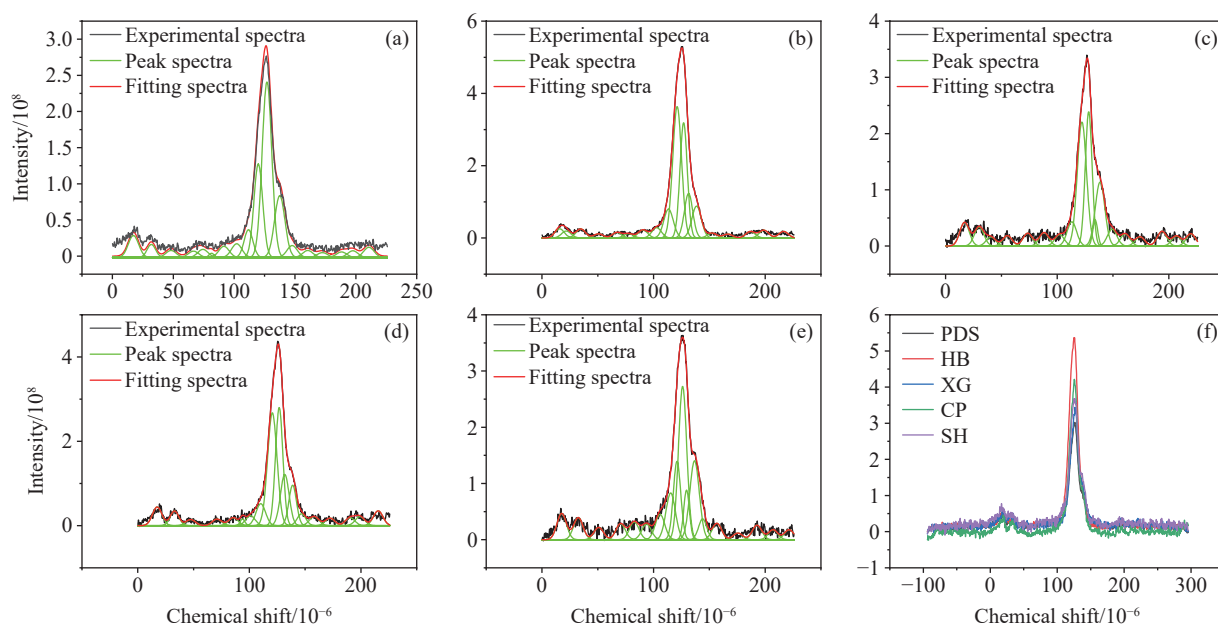 Experimental spectra
Peak spectra
Fitting spectra
(a)
3.0
2.5
2.0
1.5
1.0
0.5
0
0 50 100 150 200 250
Intensity/10⁸
Experimental spectra
Peak spectra
Fitting spectra
(b)
6
4
2
0
0 100 200
Experimental spectra
Peak spectra
Fitting spectra
(c)
4
3
2
1
0
0 100 200
Experimental spectra
Peak spectra
Fitting spectra
(d)
4
2
0
0 100 200
Intensity/10⁸
Chemical shift/10⁻⁶
Experimental spectra
Peak spectra
Fitting spectra
(e)
4
3
2
1
0
0 100 200
Chemical shift/10⁻⁶
PDS
HB
XG
CP
SH
(f)
6
5
4
3
2
1
0
−1
−100 0 100 200 300
Chemical shift/10⁻⁶